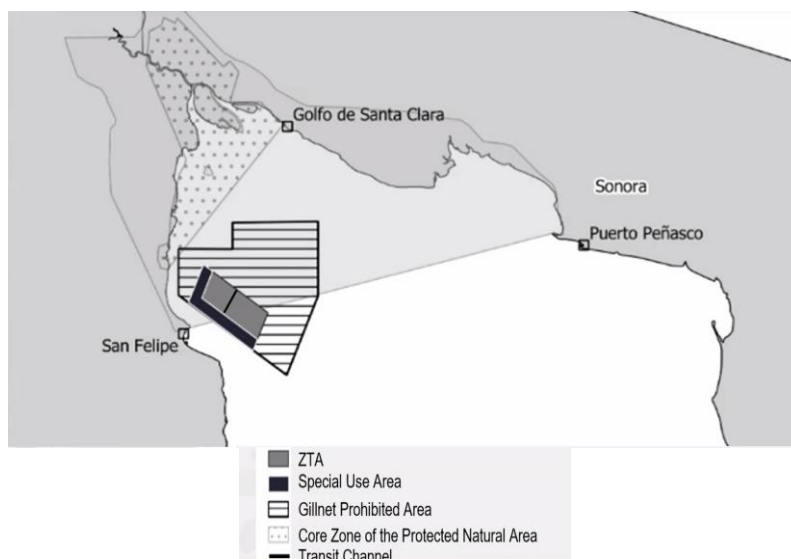 Golfo de Santa Clara
Sonora
Puerto Peñasco
San Felipe
ZTA
Special Use Area
Gillnet Prohibited Area
Core Zone of the Protected Natural Area
Transit Channel